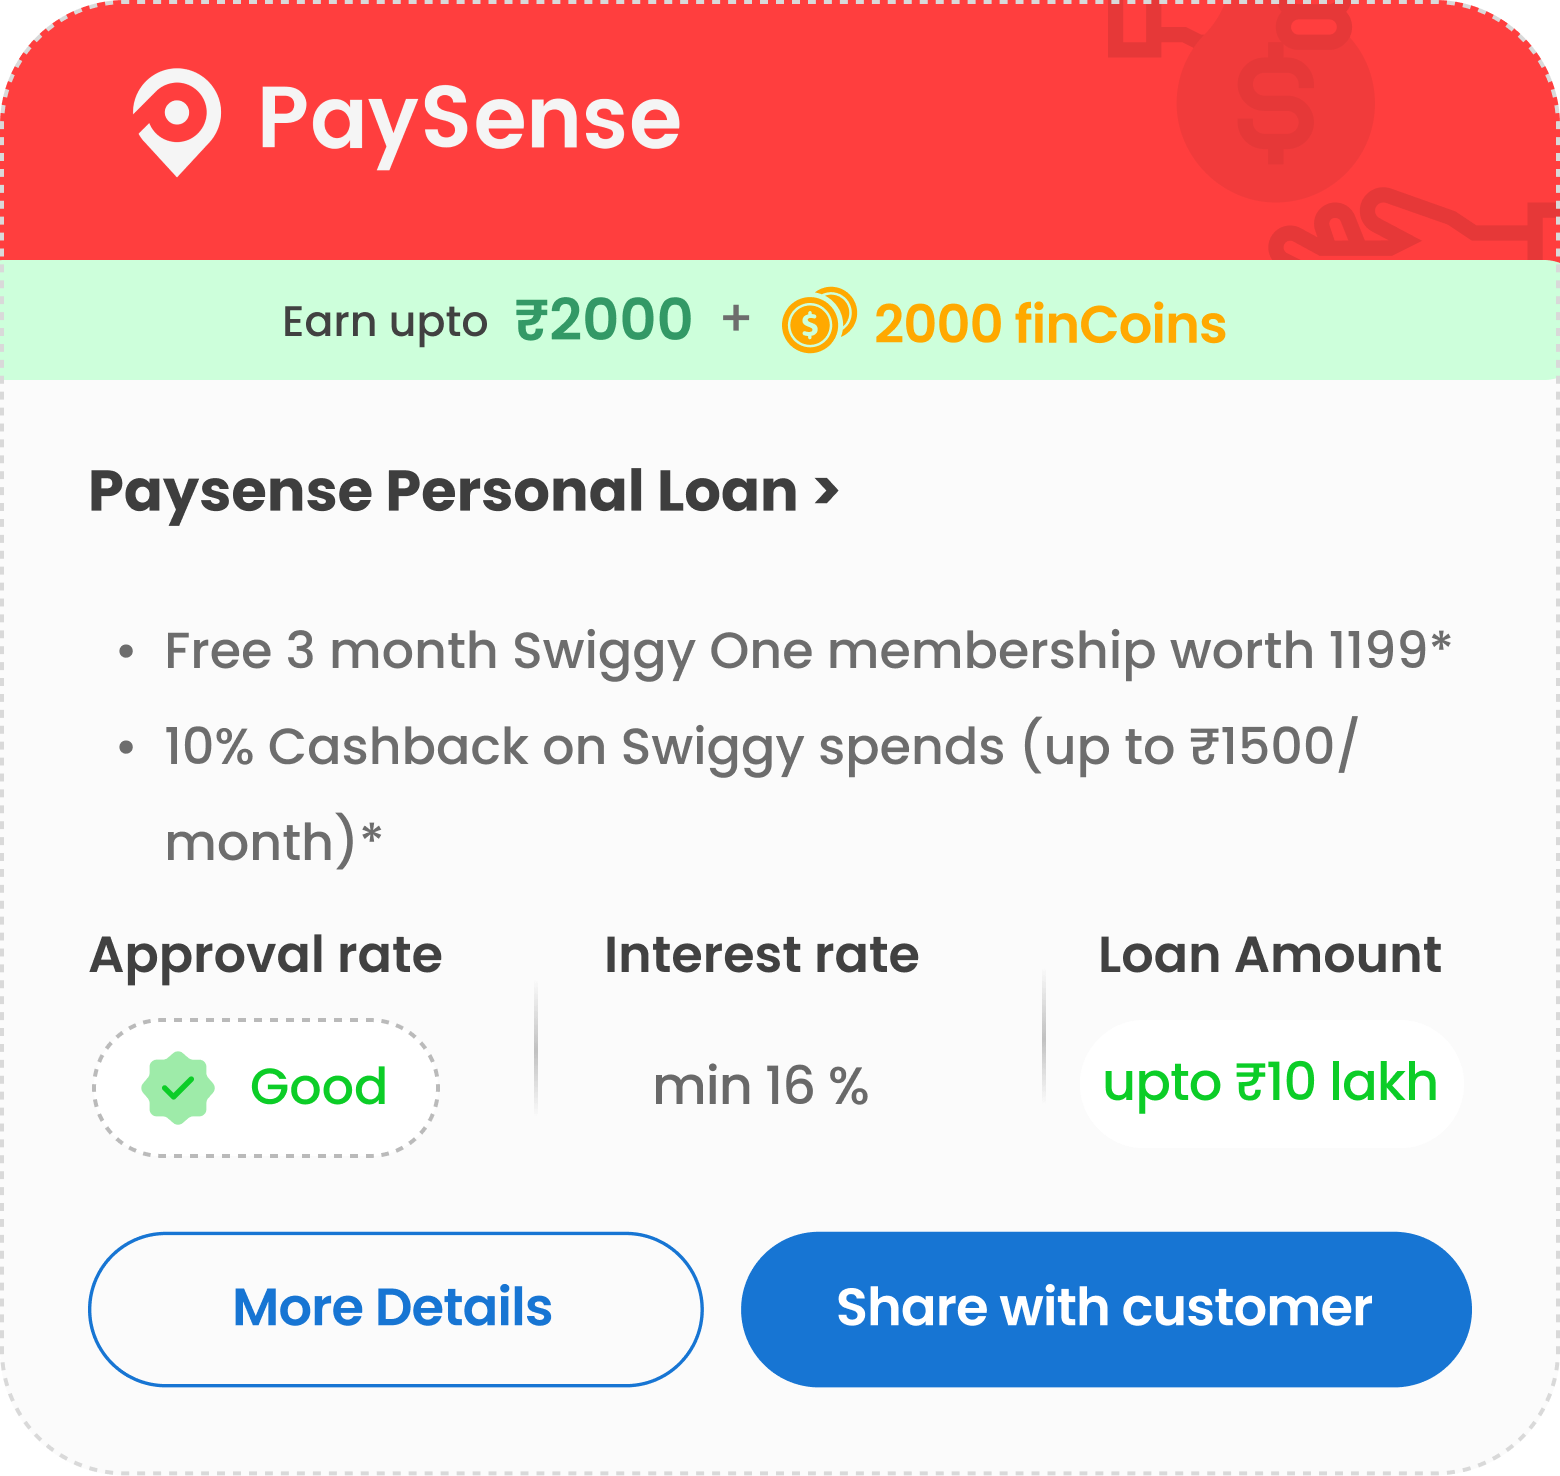 PaySense
Earn upto ₹2000 + 2000 finCoins
Paysense Personal Loan >
• Free 3 month Swiggy One membership worth 1199*
• 10% Cashback on Swiggy spends (up to ₹1500/
month)*
Approval rate Interest rate Loan Amount
Good min 16 % upto ₹10 lakh
More Details Share with customer